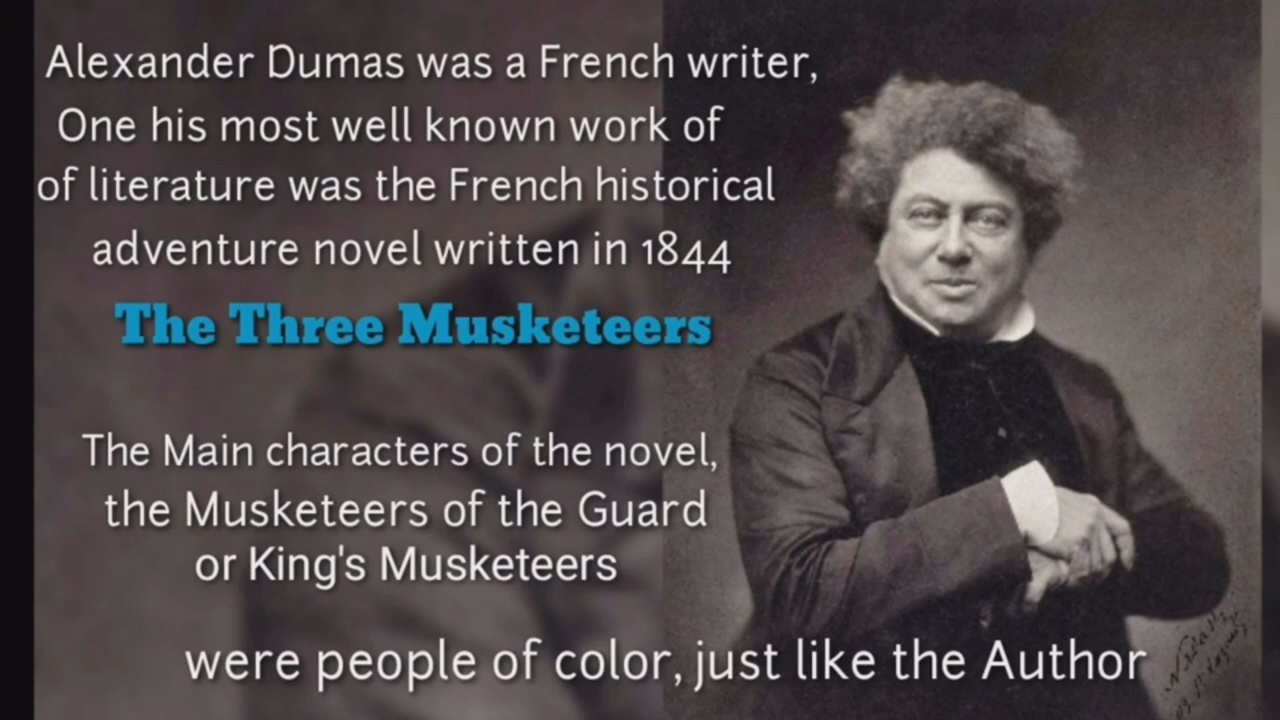 Alexander Dumas was a French writer,
One his most well known work of
of literature was the French historical
adventure novel written in 1844
The Three Musketeers
The Main characters of the novel,
the Musketeers of the Guard
or King's Musketeers
were people of color, just like the Author